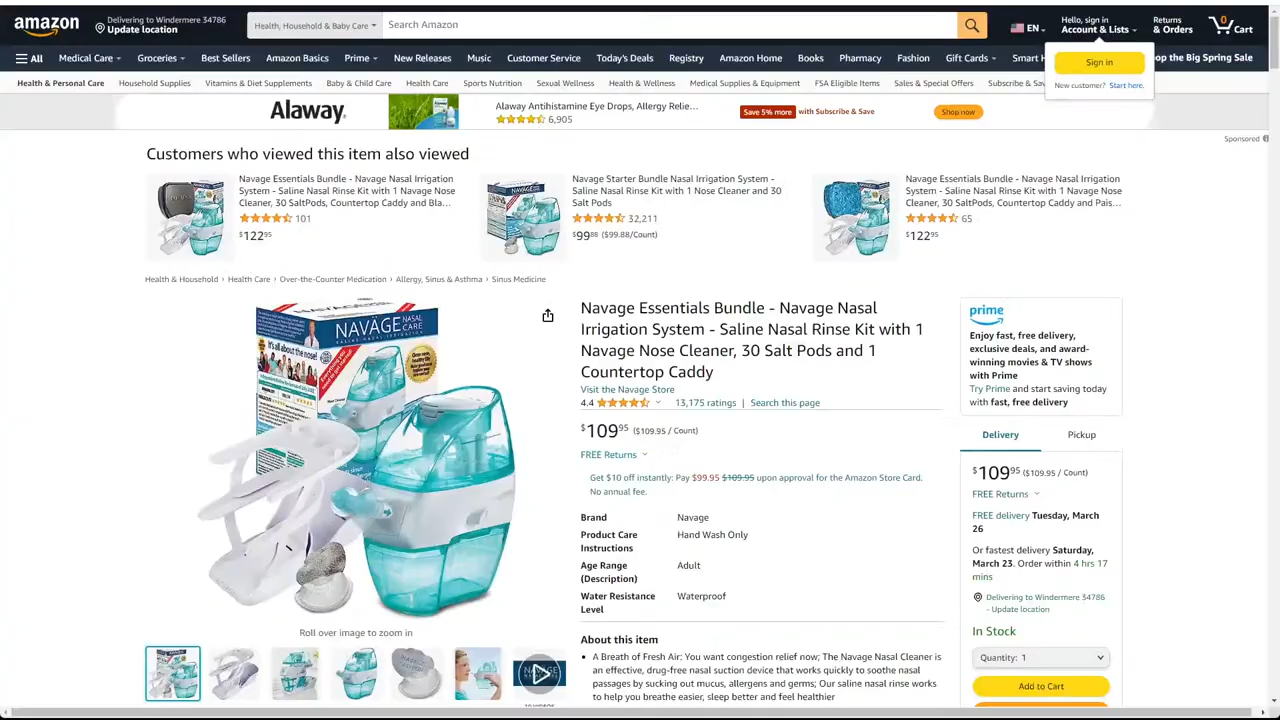 amazon
Delivering to Windermere 34786
Update location
Health, Household & Baby Care
Search Amazon
EN
Hello, sign in
Account & Lists
Returns
& Orders
0
Cart
All
Medical Care
Groceries
Best Sellers
Amazon Basics
Prime
New Releases
Music
Customer Service
Today's Deals
Registry
Amazon Home
Books
Pharmacy
Fashion
Gift Cards
Smart H
op the Big Spring Sale
Sign in
New customer? Start here.
Health & Personal Care
Household Supplies
Vitamins & Diet Supplements
Baby & Child Care
Health Care
Sports Nutrition
Sexual Wellness
Health & Wellness
Medical Supplies & Equipment
FSA Eligible Items
Sales & Special Offers
Subscribe & Sav
Alaway
Alaway Antihistamine Eye Drops, Allergy Relie...
6,905
Save 5% more with Subscribe & Save
Shop now
Sponsored
Customers who viewed this item also viewed
Navage Essentials Bundle - Navage Nasal Irrigation
System - Saline Nasal Rinse Kit with 1 Navage Nose
Cleaner, 30 SaltPods, Countertop Caddy and Bla...
101
$122.95
Navage Starter Bundle Nasal Irrigation System -
Saline Nasal Rinse Kit with 1 Nose Cleaner and 30
Salt Pods
32,211
$99.88 ($99.88/Count)
Navage Essentials Bundle - Navage Nasal Irrigation
System - Saline Nasal Rinse Kit with 1 Navage Nose
Cleaner, 30 SaltPods, Countertop Caddy and Pais...
65
$122.95
Health & Household › Health Care › Over-the-Counter Medication › Allergy, Sinus & Asthma › Sinus Medicine
NAVÄGE NASAL CARE
SALINE NASAL IRRIGATION
It's all about the nose!
Roll over image to zoom in
Navage Essentials Bundle - Navage Nasal
Irrigation System - Saline Nasal Rinse Kit with 1
Navage Nose Cleaner, 30 Salt Pods and 1
Countertop Caddy
Visit the Navage Store
4.4
13,175 ratings | Search this page
$109.95 ($109.95 / Count)
FREE Returns
Get $10 off instantly: Pay $99.95 $109.95 upon approval for the Amazon Store Card.
No annual fee.
Brand Navage
Product Care Hand Wash Only
Instructions
Age Range Adult
(Description)
Water Resistance Waterproof
Level
About this item
• A Breath of Fresh Air: You want congestion relief now; The Navage Nasal Cleaner is
an effective, drug-free nasal suction device that works quickly to soothe nasal
passages by sucking out mucus, allergens and germs; Our saline nasal rinse works
to help you breathe easier, sleep better and feel healthier
prime
Enjoy fast, free delivery,
exclusive deals, and award-
winning movies & TV shows
with Prime
Try Prime and start saving today
with fast, free delivery
Delivery
Pickup
$109.95 ($109.95 / Count)
FREE Returns
FREE delivery Tuesday, March
26
Or fastest delivery Saturday,
March 23. Order within 4 hrs 17
mins
Delivering to Windermere 34786
- Update location
In Stock
Quantity: 1
Add to Cart